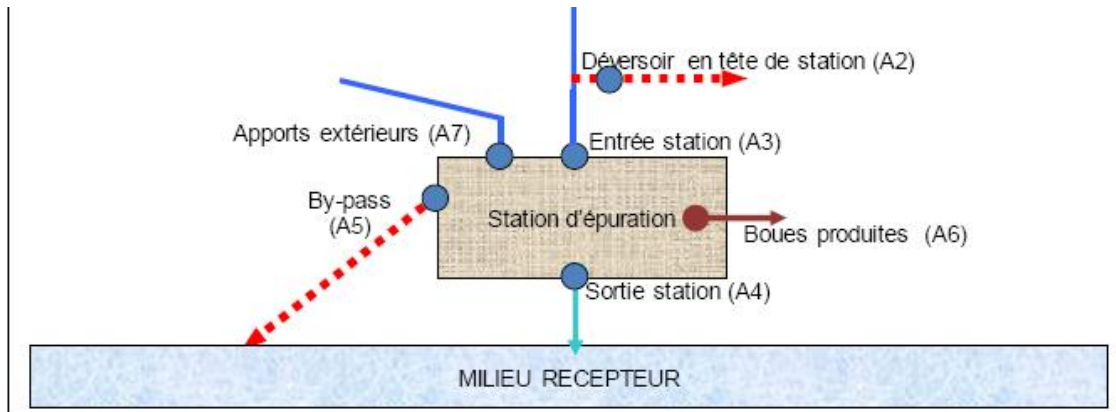 Déversoir en tête de station (A2)
Apports extérieurs (A7)
Entrée station (A3)
By-pass
(A5)
Station d'épuration
Boues produites (A6)
Sortie station (A4)
MILIEU RECEPTEUR